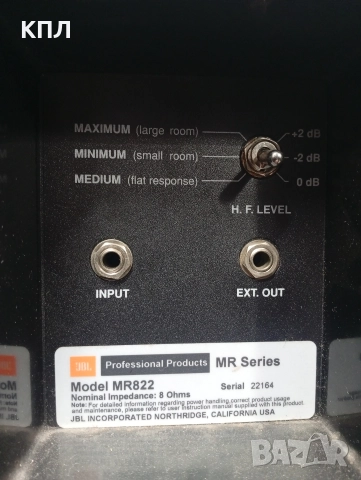 КПЛ
MAXIMUM (large room) +2 dB
MINIMUM (small room) -2 dB
MEDIUM (flat response) 0 dB
H. F. LEVEL
INPUT EXT. OUT
JBL Professional Products MR Series
Model MR822 Serial 22164
Nominal Impedance: 8 Ohms
Note: For detailed information regarding power handling,correct product usage
and maintenance, please refer to user instruction manual supplied with this product.
JBL INCORPORATED NORTHRIDGE, CALIFORNIA USA
BAZAR